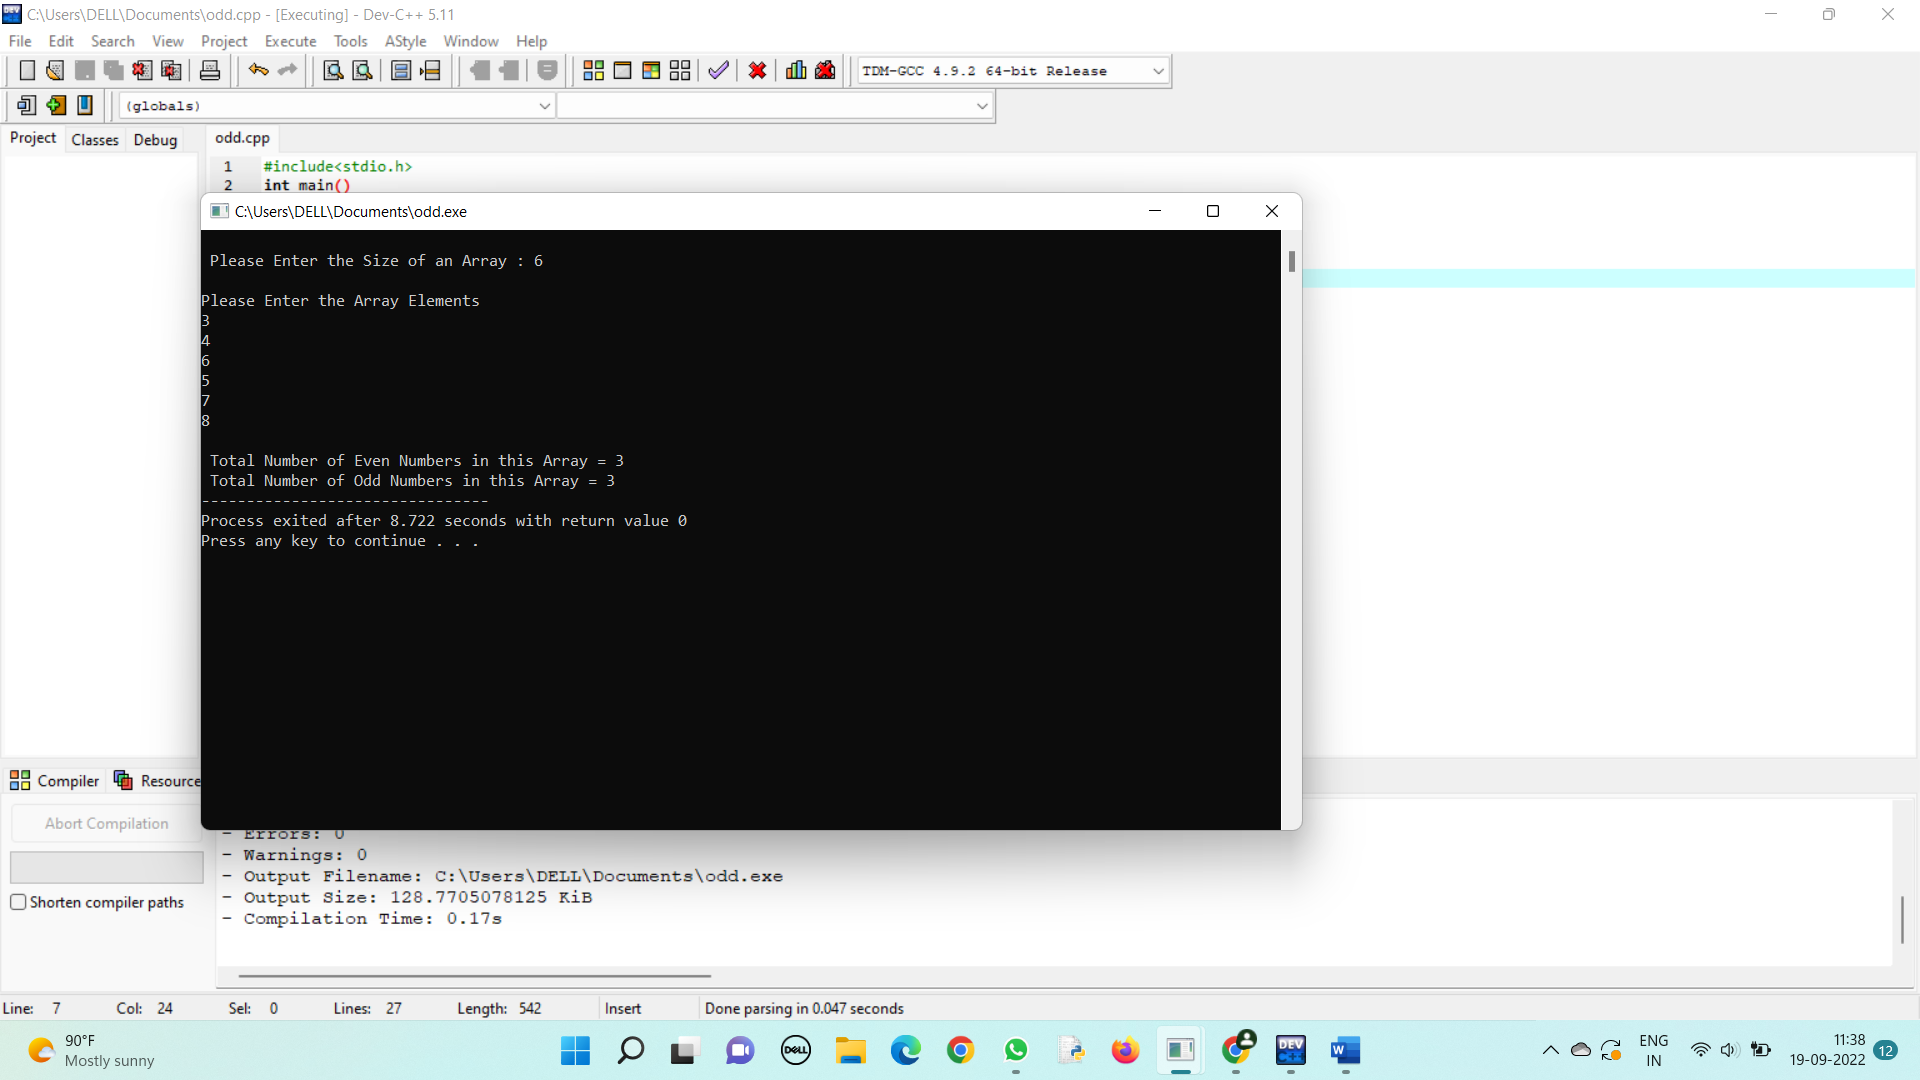 C:\Users\DELL\Documents\odd.cpp - [Executing] - Dev-C++ 5.11
File Edit Search View Project Execute Tools AStyle Window Help
TDM-GCC 4.9.2 64-bit Release
(globals)
Project Classes Debug odd.cpp
1 #include<stdio.h>
2 int main()
C:\Users\DELL\Documents\odd.exe
Please Enter the Size of an Array : 6
Please Enter the Array Elements
3
4
6
5
7
8
Total Number of Even Numbers in this Array = 3
Total Number of Odd Numbers in this Array = 3
--------------------------------
Process exited after 8.722 seconds with return value 0
Press any key to continue . . .
Compiler Resource
Abort Compilation
Shorten compiler paths
- Errors: 0
- Warnings: 0
- Output Filename: C:\Users\DELL\Documents\odd.exe
- Output Size: 128.7705078125 KiB
- Compilation Time: 0.17s
Line: 7 Col: 24 Sel: 0 Lines: 27 Length: 542 Insert Done parsing in 0.047 seconds
90°F
Mostly sunny
DELL
DEV
C++
W
ENG
IN
11:38
19-09-2022
12